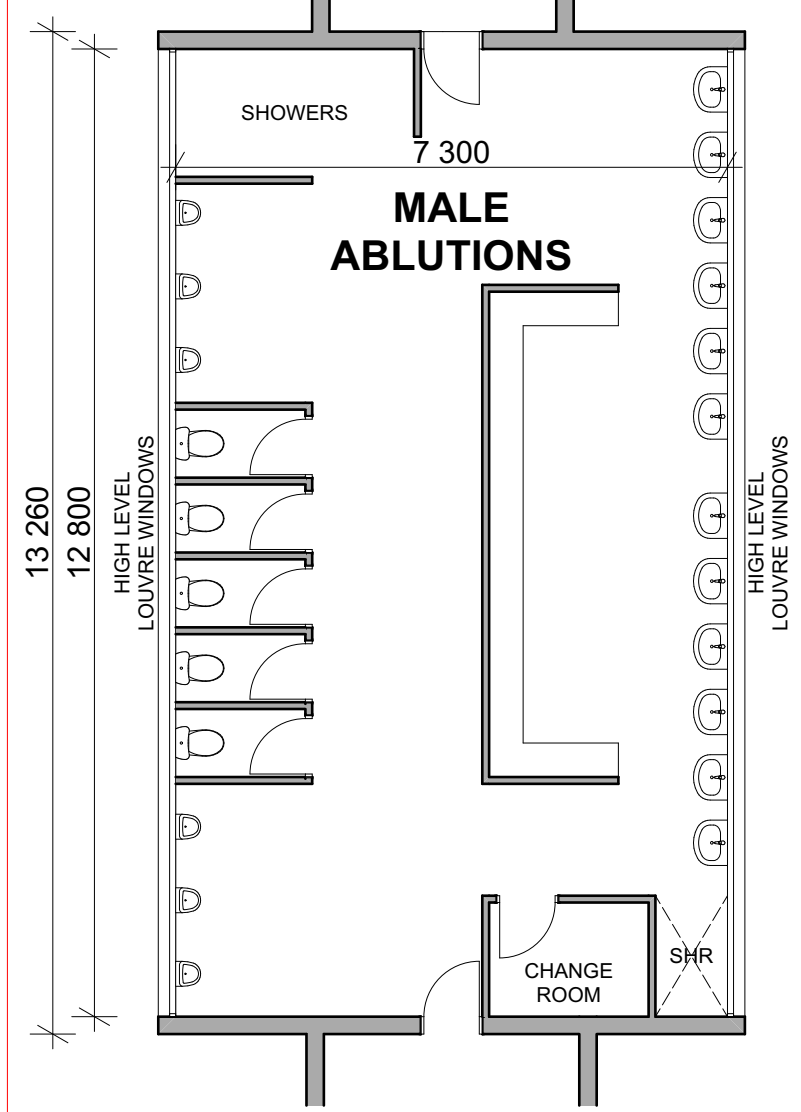 SHOWERS
7 300
MALE
ABLUTIONS
13 260
12 800
HIGH LEVEL
LOUVRE WINDOWS
HIGH LEVEL
LOUVRE WINDOWS
CHANGE
ROOM
SHR